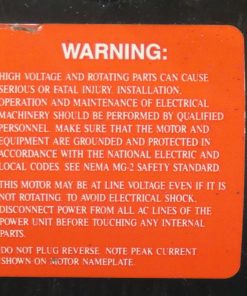 WARNING:
HIGH VOLTAGE AND ROTATING PARTS CAN CAUSE
SERIOUS OR FATAL INJURY. INSTALLATION,
OPERATION AND MAINTENANCE OF ELECTRICAL
MACHINERY SHOULD BE PERFORMED BY QUALIFIED
PERSONNEL. MAKE SURE THAT THE MOTOR AND
EQUIPMENT ARE GROUNDED AND PROTECTED IN
ACCORDANCE WITH THE NATIONAL ELECTRIC AND
LOCAL CODES. SEE NEMA MG-2 SAFETY STANDARD.
THIS MOTOR MAY BE AT LINE VOLTAGE EVEN IF IT IS
NOT ROTATING. TO AVOID ELECTRICAL SHOCK,
DISCONNECT POWER FROM ALL AC LINES OF THE
UNIT POWER BEFORE TOUCHING ANY INTERNAL
PARTS.
DO NOT PLUG REVERSE. NOTE PEAK CURRENT
SHOWN ON MOTOR NAMEPLATE.